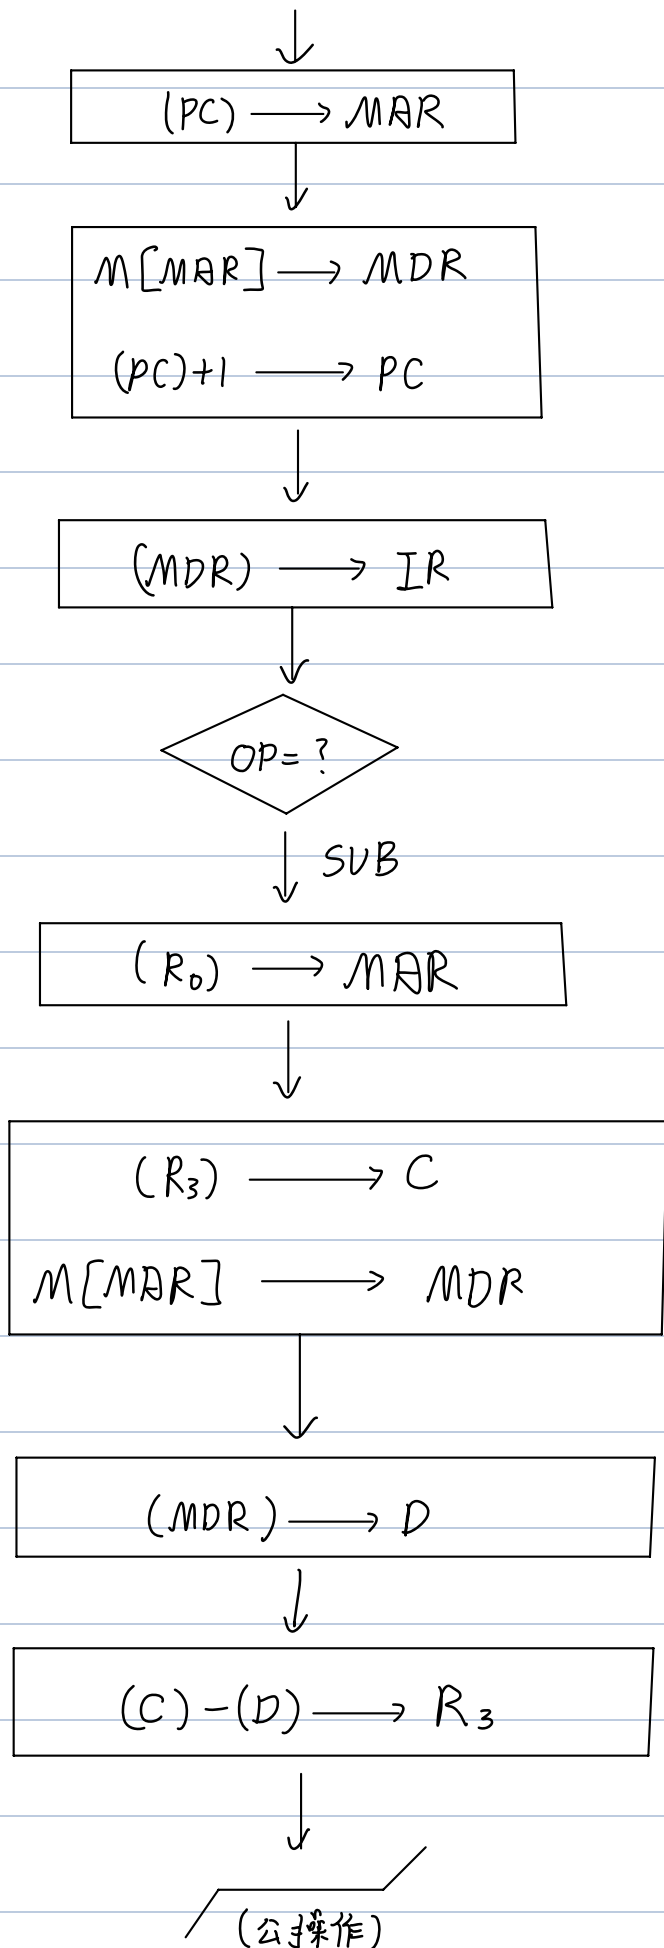 (PC) → MAR
M[MAR] → MDR
(PC)+1 → PC
(MDR) → IR
OP=?
SUB
(R₀) → MAR
(R₃) → C
M[MAR] → MDR
(MDR) → D
(C)-(D) → R₃
(公操作)